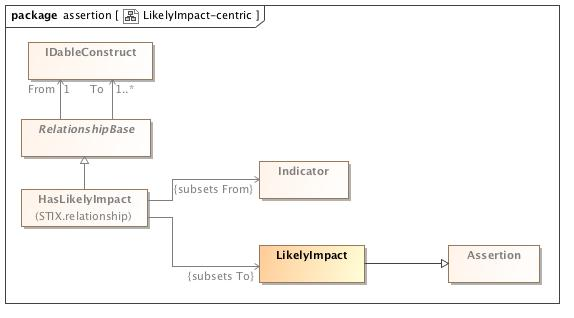 package assertion [ LikelyImpact-centric ]
IDableConstruct
From 1 To 1..*
RelationshipBase
HasLikelyImpact
(STIX.relationship)
{subsets From}
Indicator
{subsets To}
LikelyImpact
Assertion